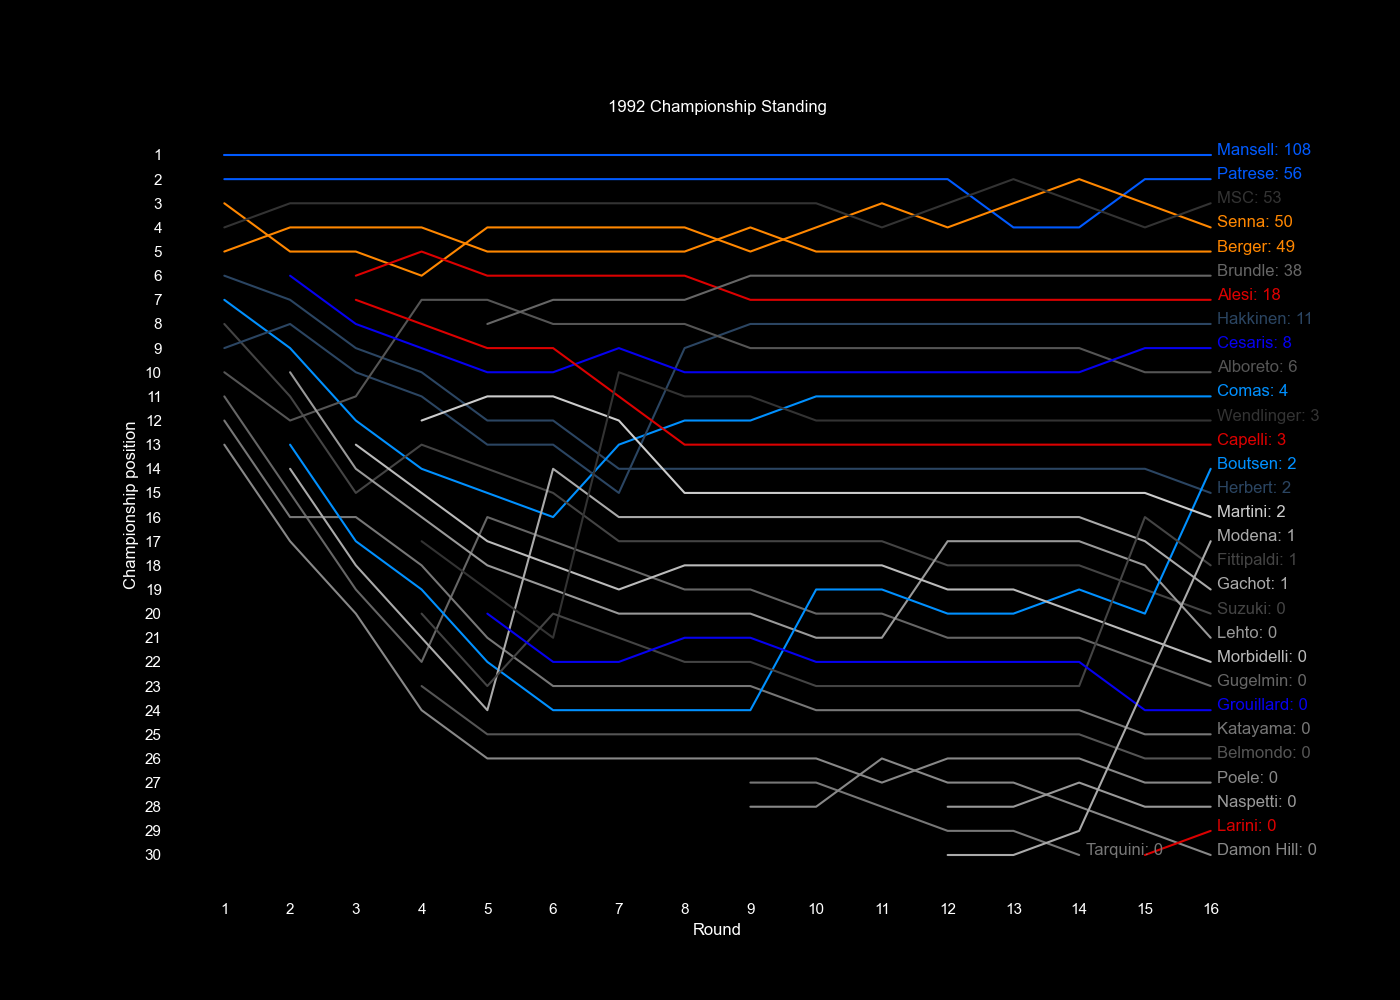 1992 Championship Standing
Championship position
1
2
3
4
5
6
7
8
9
10
11
12
13
14
15
16
17
18
19
20
21
22
23
24
25
26
27
28
29
30
Mansell: 108
Patrese: 56
MSC: 53
Senna: 50
Berger: 49
Brundle: 38
Alesi: 18
Hakkinen: 11
Cesaris: 8
Alboreto: 6
Comas: 4
Wendlinger: 3
Capelli: 3
Boutsen: 2
Herbert: 2
Martini: 2
Modena: 1
Fittipaldi: 1
Gachot: 1
Suzuki: 0
Lehto: 0
Morbidelli: 0
Gugelmin: 0
Grouillard: 0
Katayama: 0
Belmondo: 0
Poele: 0
Naspetti: 0
Larini: 0
Tarquini: 0
Damon Hill: 0
1 2 3 4 5 6 7 8 9 10 11 12 13 14 15 16
Round